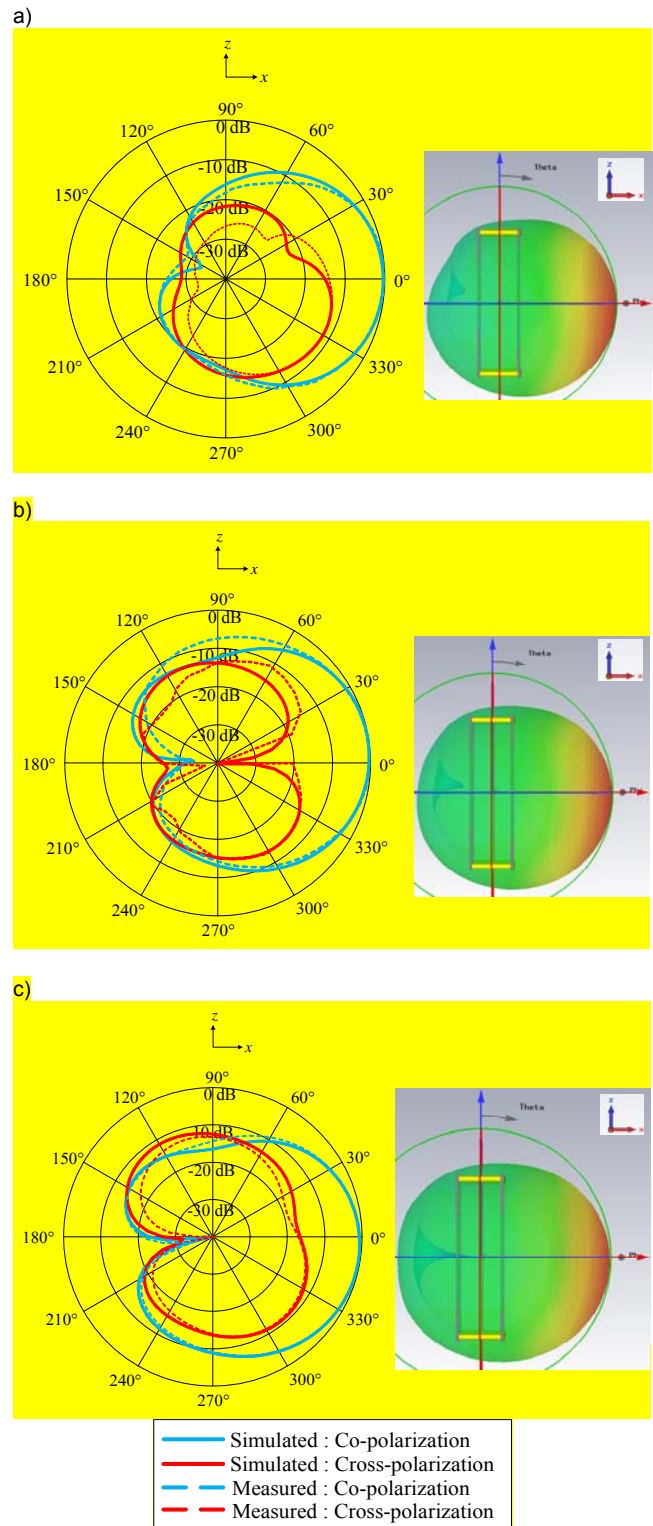 a)
z
x
90°
0 dB
120°
60°
-10 dB
150°
30°
-20 dB
-30 dB
180°
0°
210°
330°
240°
300°
270°
z
Theta
x
b)
z
x
90°
0 dB
120°
60°
-10 dB
150°
30°
-20 dB
-30 dB
180°
0°
210°
330°
240°
300°
270°
z
Theta
x
c)
z
x
90°
0 dB
120°
60°
-10 dB
150°
30°
-20 dB
-30 dB
180°
0°
210°
330°
240°
300°
270°
z
Theta
x
Simulated : Co-polarization
Simulated : Cross-polarization
Measured : Co-polarization
Measured : Cross-polarization